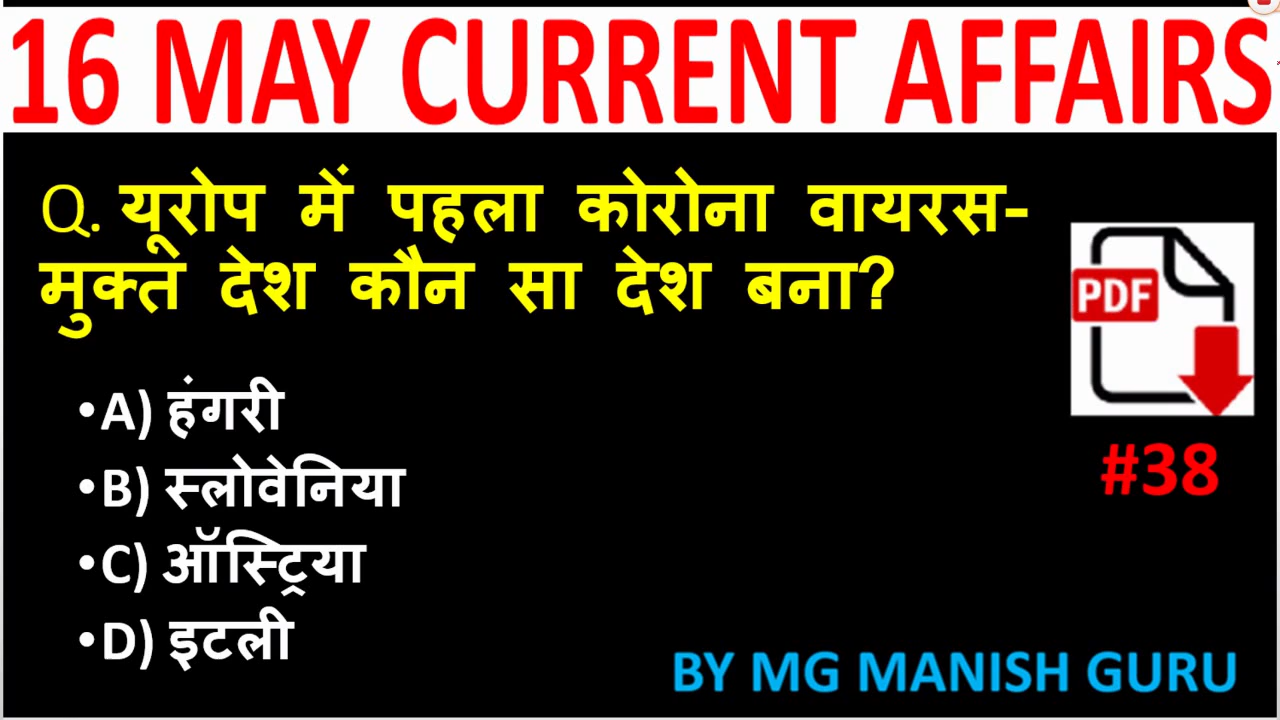 16 MAY CURRENT AFFAIRS
Q. यूरोप में पहला कोरोना वायरस-
मुक्त देश कौन सा देश बना?
PDF
•A) हंगरी
•B) स्लोवेनिया
#38
•C) ऑस्ट्रिया
•D) इटली
BY MG MANISH GURU